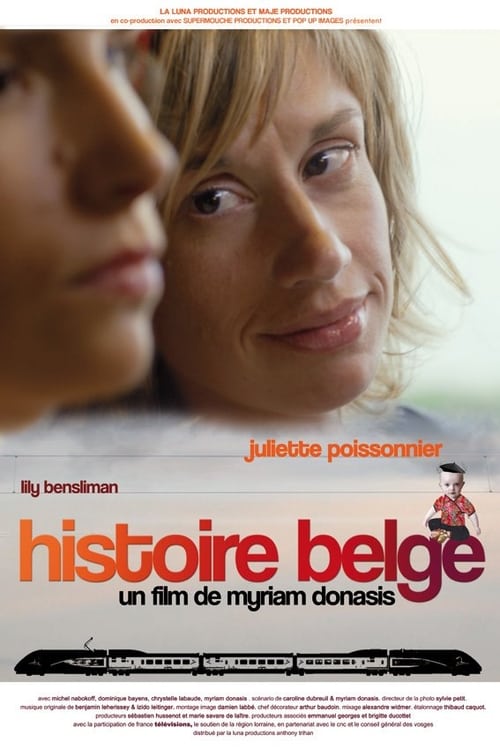 LA LUNA PRODUCTIONS ET MAJE PRODUCTIONS
en co-production avec SUPERMOUCHE PRODUCTIONS ET POP UP IMAGES présentent
juliette poissonnier
lily bensliman
histoire belge
un film de myriam donasis
avec michel nabokoff, dominique bayens, chrystelle labaude, myriam donasis . scénario de caroline dubreuil & myriam donasis. directeur de la photo sylvie petit.
musique originale de benjamin leherissey & izido leitinger. montage image damien labbé. chef décorateur arthur baudoin. mixage alexandre widmer. étalonnage thibaud caquot.
producteurs sébastien hussenot et marie savare de laître. producteurs associés emmanuel georges et brigitte ducottet
avec la participation de france télévisions, le soutien de la région lorraine, en partenariat avec le cnc et le conseil général des vosges
distribué par la luna productions anthony trihan